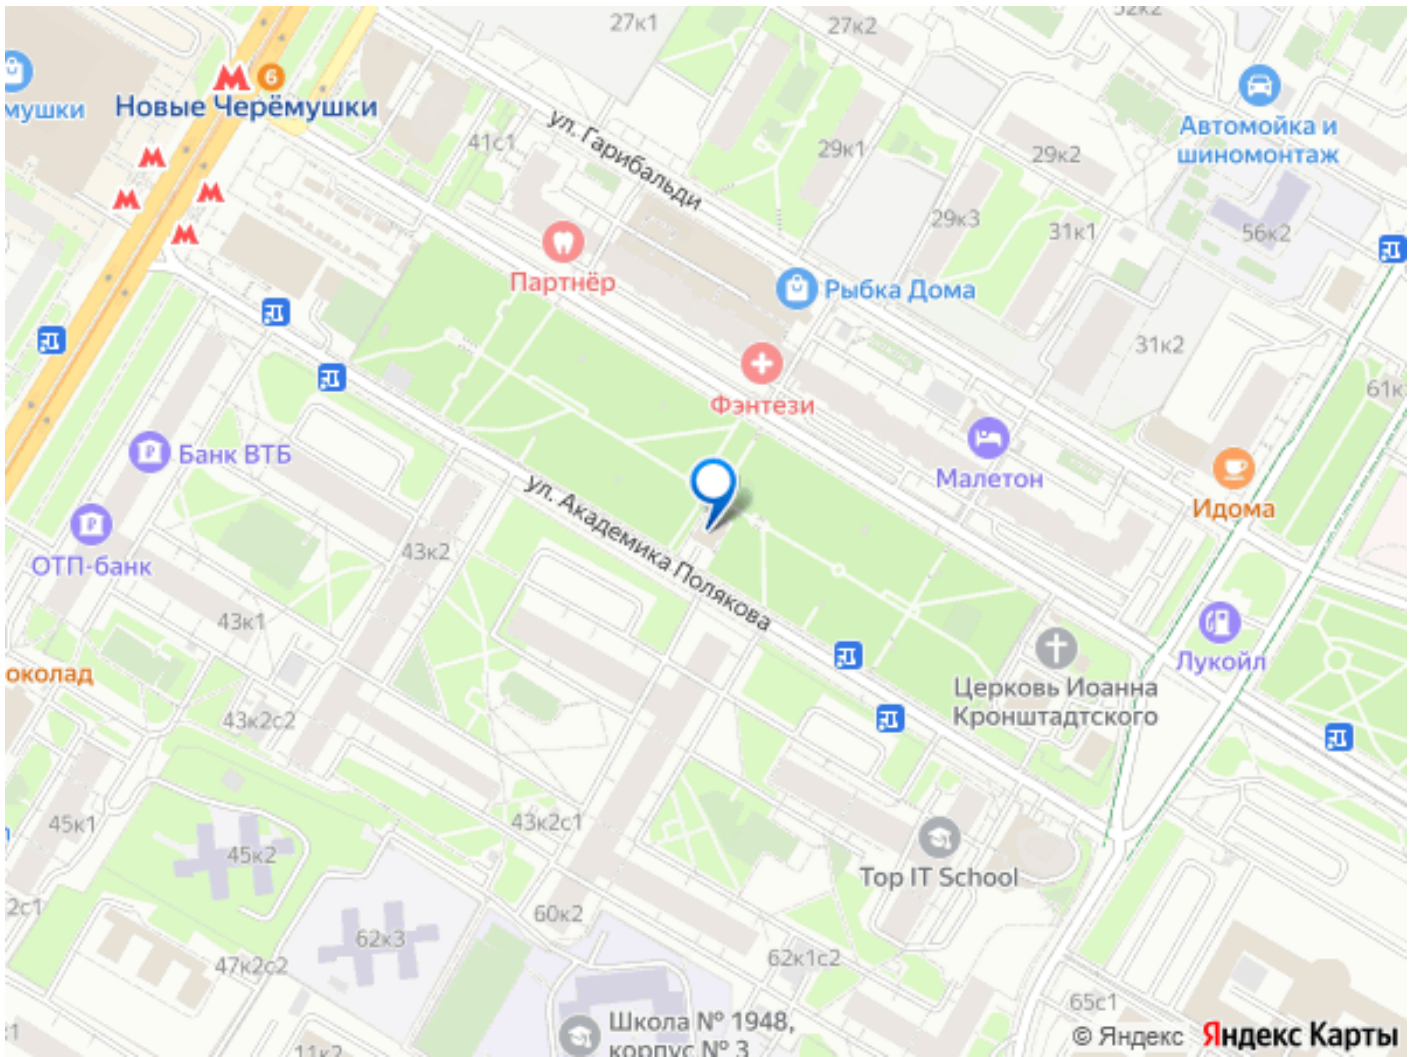 27к1
27к2
52к2
6
Новые Черёмушки
мушки
41с1
ул. Гарибальди
29к1
29к2
Автомойка и
шиномонтаж
29к3
31к1
56к2
Партнёр
Рыбка Дома
31к2
61к
Фэнтези
Малетон
Идома
Банк ВТБ
ОТП-банк
43к2
ул. Академика Полякова
43к1
околад
Церковь Иоанна
Кронштадтского
Лукойл
43к2с2
45к1
43к2с1
45к2
Top IT School
2с1
60к2
62к3
47к2с2
62к1с2
65с1
Школа № 1948,
корпус № 3
11к2
© Яндекс
Яндекс Карты